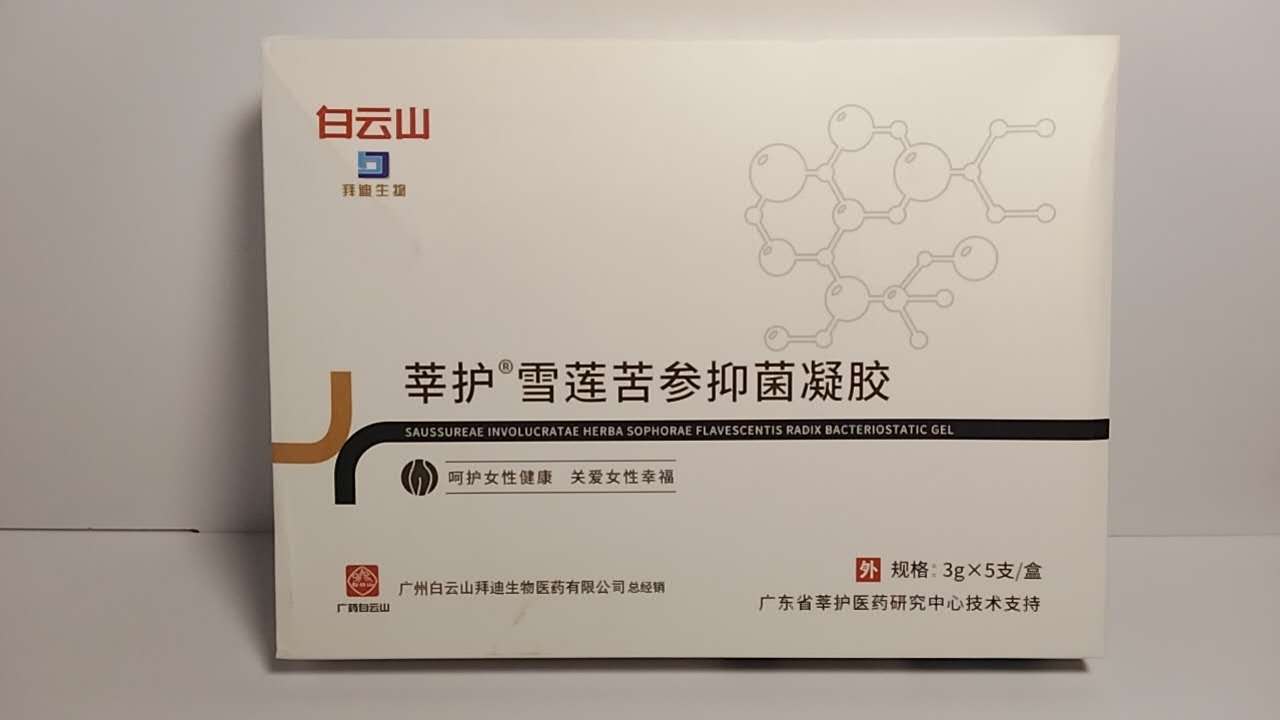 白云山
拜迪生物
莘护®雪莲苦参抑菌凝胶
SAUSSUREAE INVOLUCRATAE HERBA SOPHORAE FLAVESCENTIS RADIX BACTERIOSTATIC GEL
呵护女性健康 关爱女性幸福
广药白云山
广州白云山拜迪生物医药有限公司 总经销
外 规格: 3g×5支/盒
广东省莘护医药研究中心技术支持